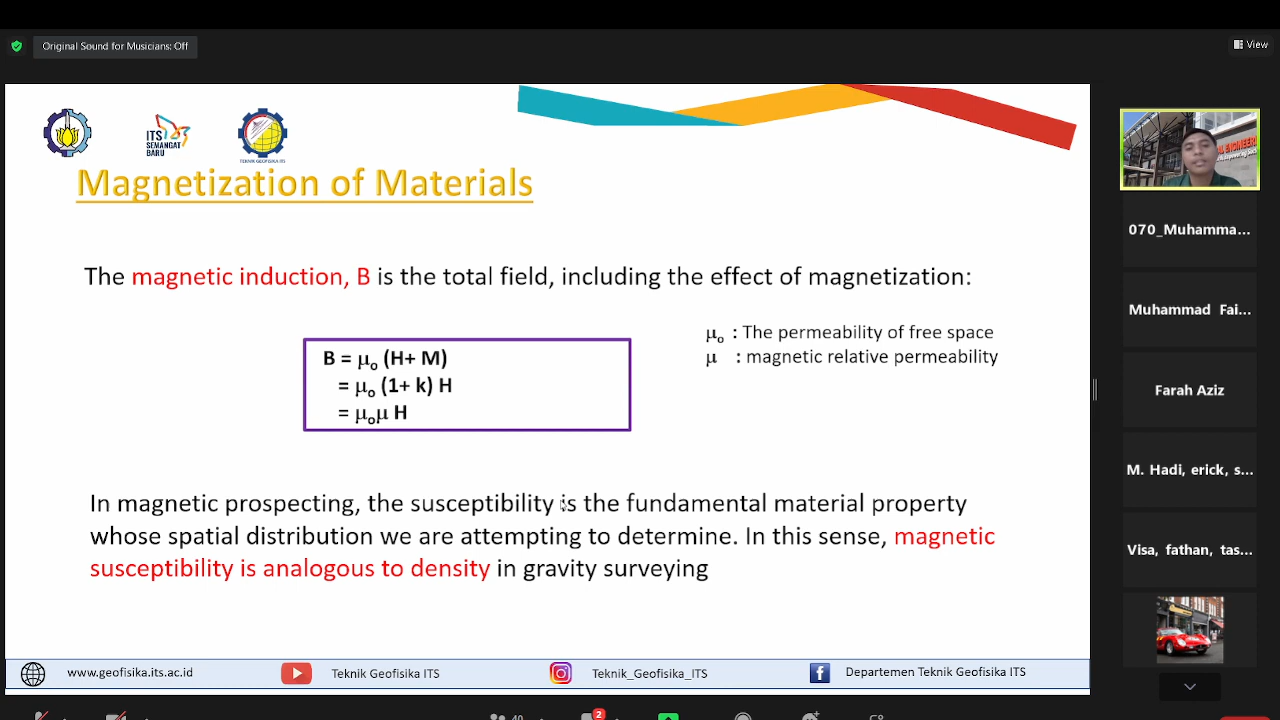 Original Sound for Musicians: Off
View
ITS
SEMANGAT
BARU
TEKNIK GEOFISIKA ITS
Magnetization of Materials
The magnetic induction, B is the total field, including the effect of magnetization:
μo : The permeability of free space
μ : magnetic relative permeability
B = μo (H+ M)
= μo (1+ k) H
= μoμ H
In magnetic prospecting, the susceptibility is the fundamental material property
whose spatial distribution we are attempting to determine. In this sense, magnetic
susceptibility is analogous to density in gravity surveying
www.geofisika.its.ac.id
Teknik Geofisika ITS
Teknik_Geofisika_ITS
Departemen Teknik Geofisika ITS
070_Muhamma...
Muhammad Fai...
Farah Aziz
M. Hadi, erick, s...
Visa, fathan, tas...
2